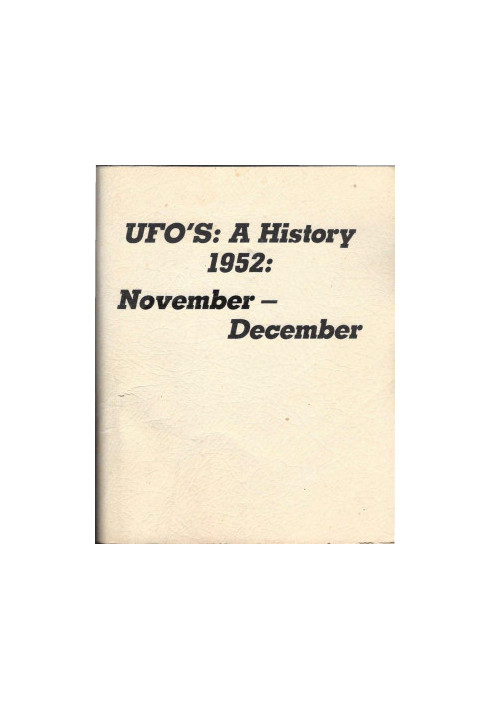 UFO'S: A History
1952:
November –
December